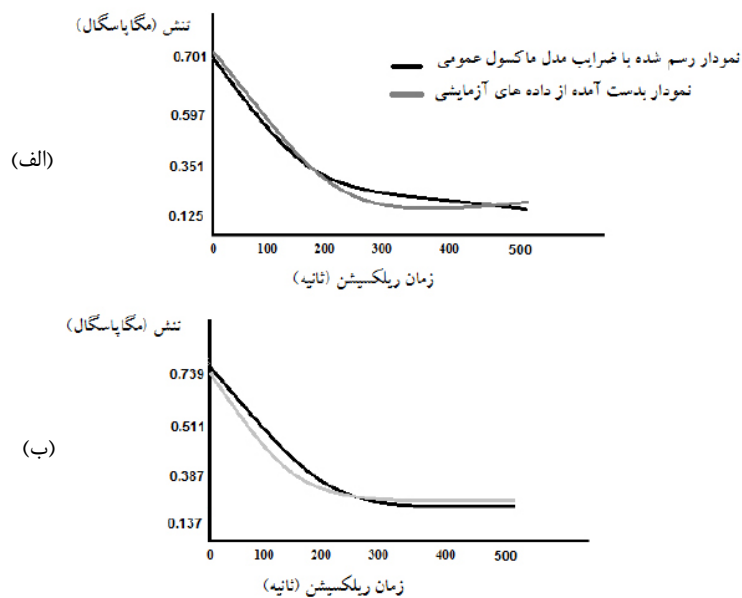 تنش (مگاپاسگال)
نمودار رسم شده با ضرایب مدل ماکسول عمومی
نمودار بدست آمده از داده های آزمایشی
(الف)
0.701
0.597
0.351
0.125
0 100 200 300 400 500
زمان ریلکسیشن (ثانیه)
تنش (مگاپاسگال)
(ب)
0.739
0.511
0.387
0.137
0 100 200 300 400 500
زمان ریلکسیشن (ثانیه)